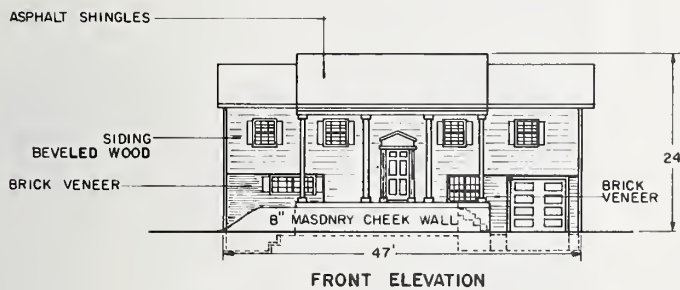 ASPHALT SHINGLES
SIDING
BEVELED WOOD
BRICK VENEER
24
BRICK
VENEER
8" MASONRY CHEEK WALL
47'
FRONT ELEVATION